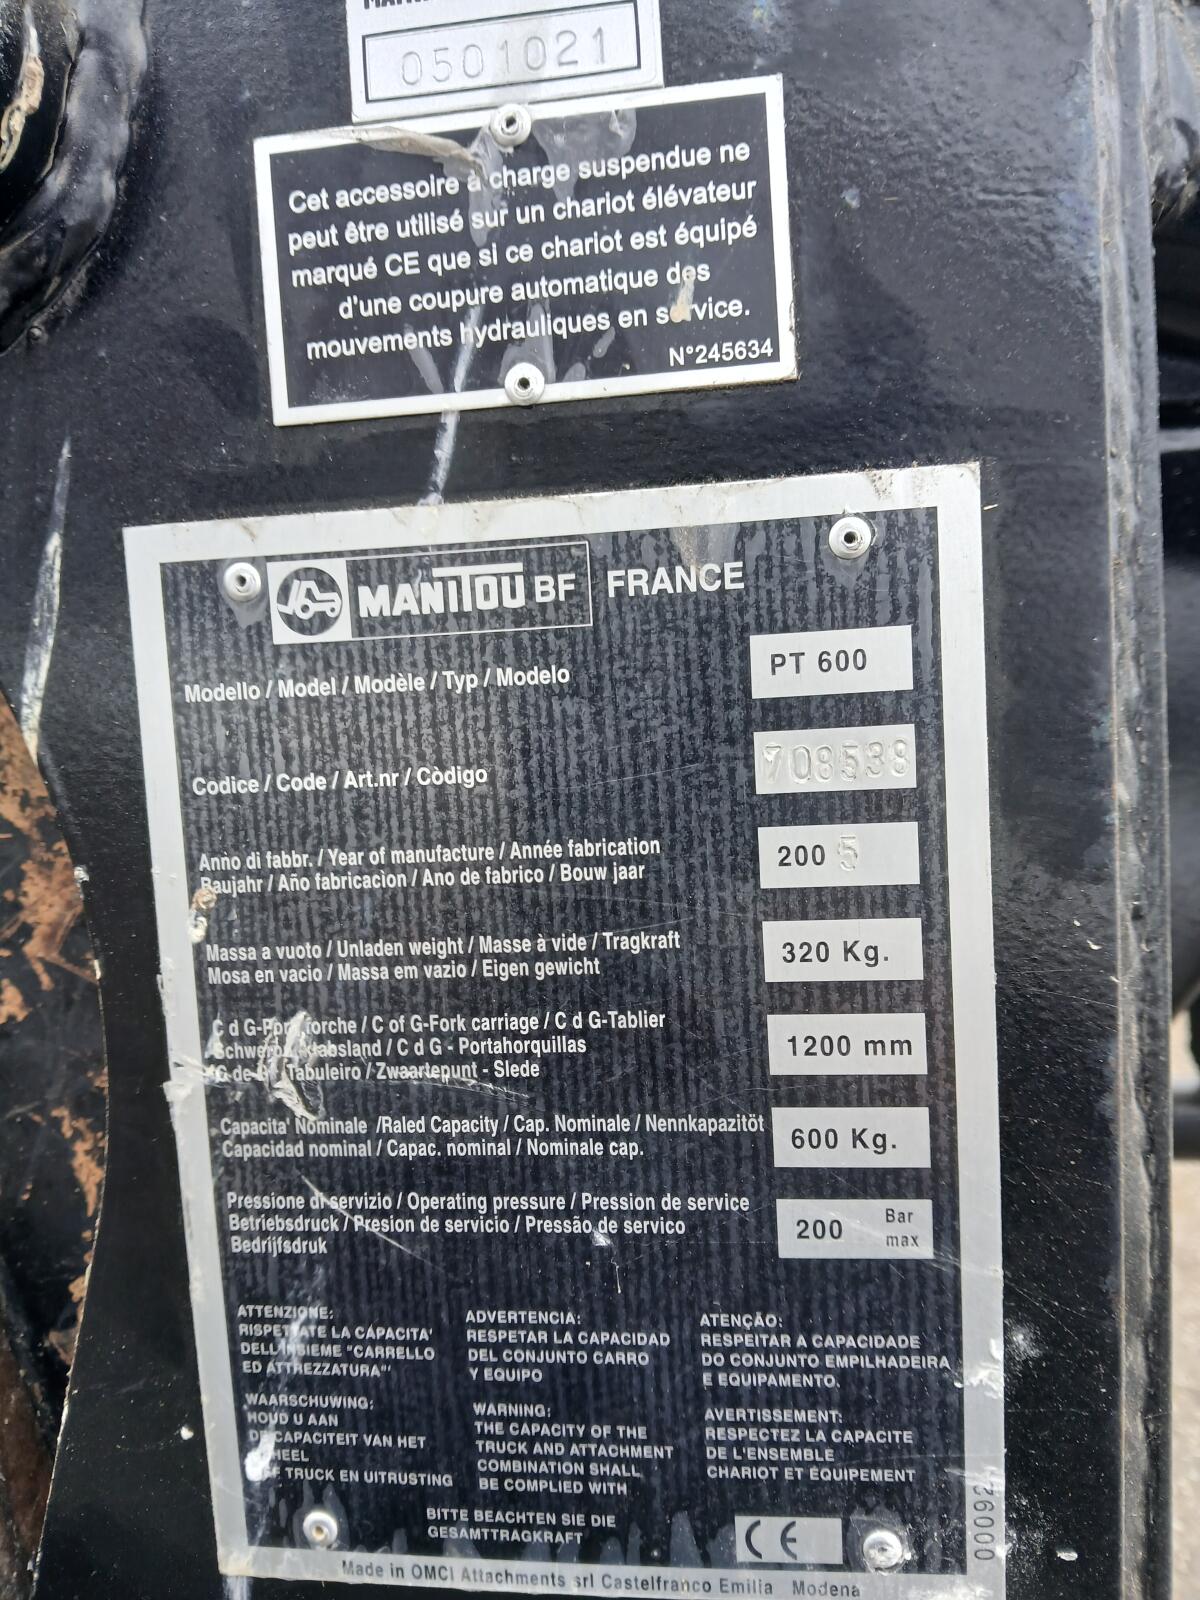 0501021
Cet accessoire à charge suspendue ne
peut être utilisé sur un chariot élévateur
marqué CE que si ce chariot est équipé
d'une coupure automatique des
mouvements hydrauliques en service.
N°245634
MANITOU BF FRANCE
Modello / Model / Modèle / Typ / Modelo PT 600
Codice / Code / Art.nr / Còdigo 708538
Anno di fabbr. / Year of manufacture / Année fabrication
Baujahr / Año fabricacion / Ano de fabrico / Bouw jaar 2005
Massa a vuoto / Unladen weight / Masse à vide / Tragkraft
Mosa en vacio / Massa em vazio / Eigen gewicht 320 Kg.
C d G- forche / C of G-Fork carriage / C d G-Tablier
/ C d G - Portahorquillas 1200 mm
Tabuleiro / Zwaartepunt - Slede
Capacita' Nominale /Raled Capacity / Cap. Nominale / Nennkapazitöt
Capacidad nominal / Capac. nominal / Nominale cap. 600 Kg.
Pressione di servizio / Operating pressure / Pression de service
Betriebsdruck / Presion de servicio / Pressão de servico 200 Bar max
Bedrijfsdruk
ATTENZIONE:
RISPETTATE LA CAPACITA'
DELL'INSIEME "CARRELLO
ED ATTREZZATURA"'
ADVERTENCIA:
RESPETAR LA CAPACIDAD
DEL CONJUNTO CARRO
Y EQUIPO
ATENÇÃO:
RESPEITAR A CAPACIDADE
DO CONJUNTO EMPILHADEIRA
E EQUIPAMENTO.
WAARSCHUWING:
HOUD U AAN
DE CAPACITEIT VAN HET
GEHEEL
TRUCK EN UITRUSTING
WARNING:
THE CAPACITY OF THE
TRUCK AND ATTACHMENT
COMBINATION SHALL
BE COMPLIED WITH
AVERTISSEMENT:
RESPECTEZ LA CAPACITE
DE L'ENSEMBLE
CHARIOT ET EQUIPEMENT
BITTE BEACHTEN SIE DIE
GESAMTTRAGKRAFT
CE
Made in OMCI Attachments srl Castelfranco Emilia Modena